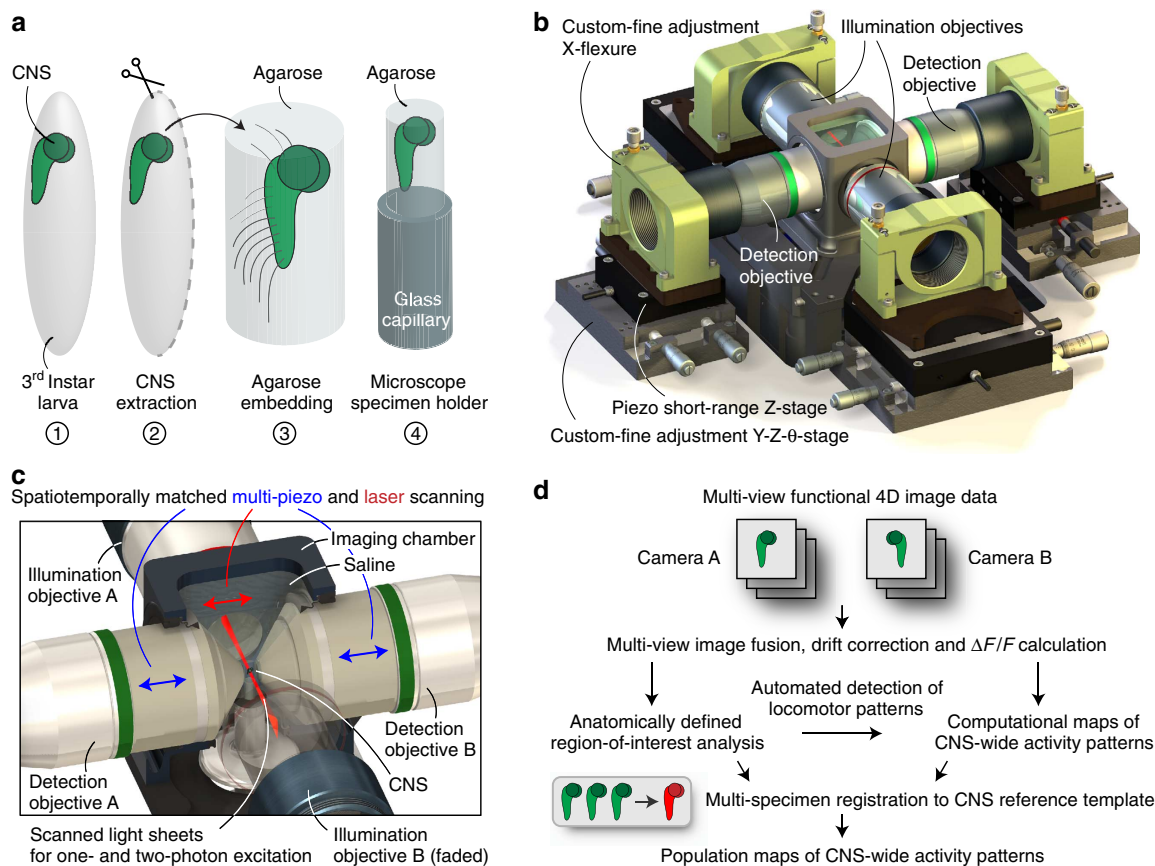 a
CNS
Agarose
Agarose
Glass
capillary
3rd Instar
larva
CNS
extraction
Agarose
embedding
Microscope
specimen holder
1
2
3
4
b
Custom-fine adjustment
X-flexure
Illumination objectives
Detection
objective
Detection
objective
Piezo short-range Z-stage
Custom-fine adjustment Y-Z-θ-stage
c
Spatiotemporally matched multi-piezo and laser scanning
Imaging chamber
Saline
Illumination
objective A
Detection
objective B
Detection
objective A
CNS
Scanned light sheets
for one- and two-photon excitation
Illumination
objective B (faded)
d
Multi-view functional 4D image data
Camera A
Camera B
Multi-view image fusion, drift correction and ΔF/F calculation
Automated detection of
locomotor patterns
Anatomically defined
region-of-interest analysis
Computational maps of
CNS-wide activity patterns
Multi-specimen registration to CNS reference template
Population maps of CNS-wide activity patterns